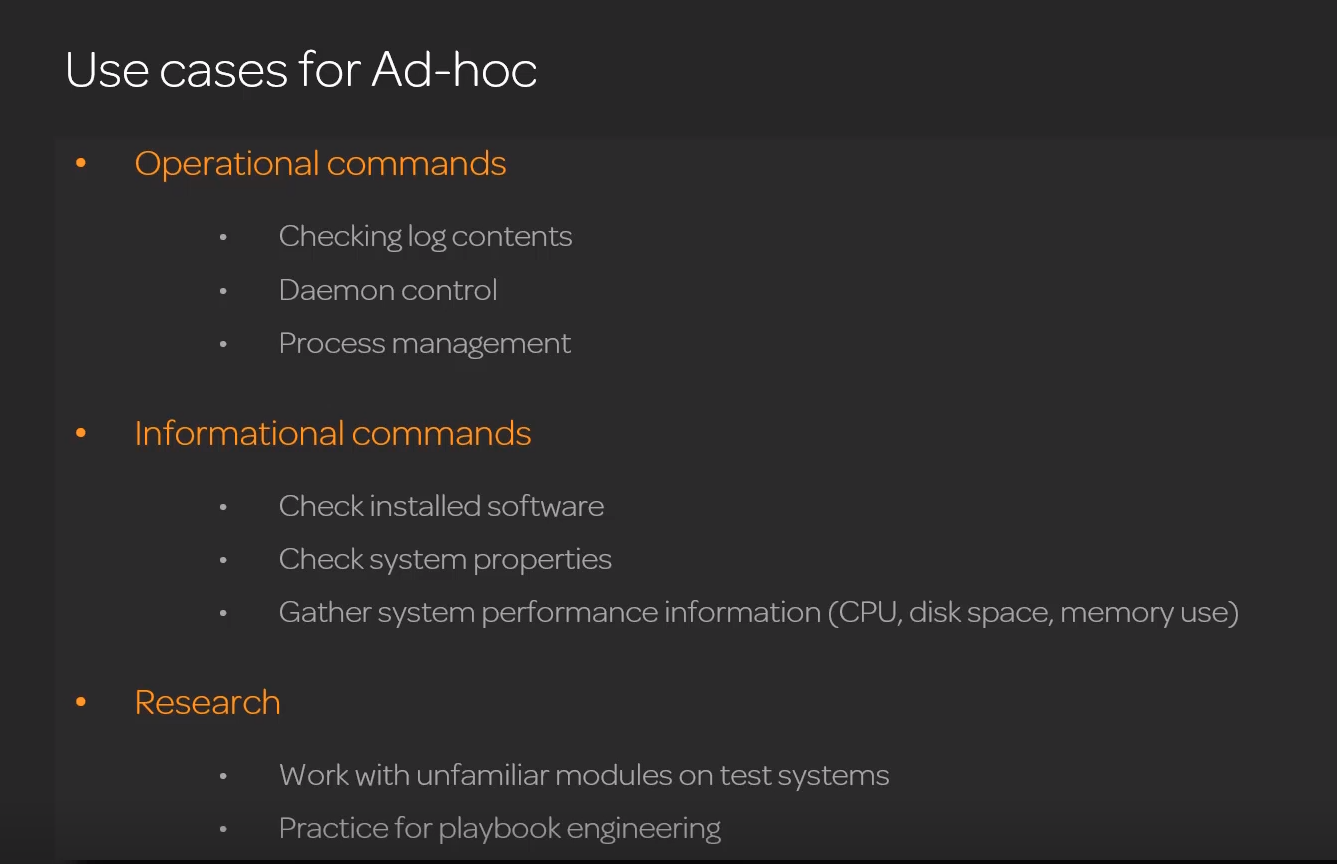 Use cases for Ad-hoc
• Operational commands
• Checking log contents
• Daemon control
• Process management
• Informational commands
• Check installed software
• Check system properties
• Gather system performance information (CPU, disk space, memory use)
• Research
• Work with unfamiliar modules on test systems
• Practice for playbook engineering